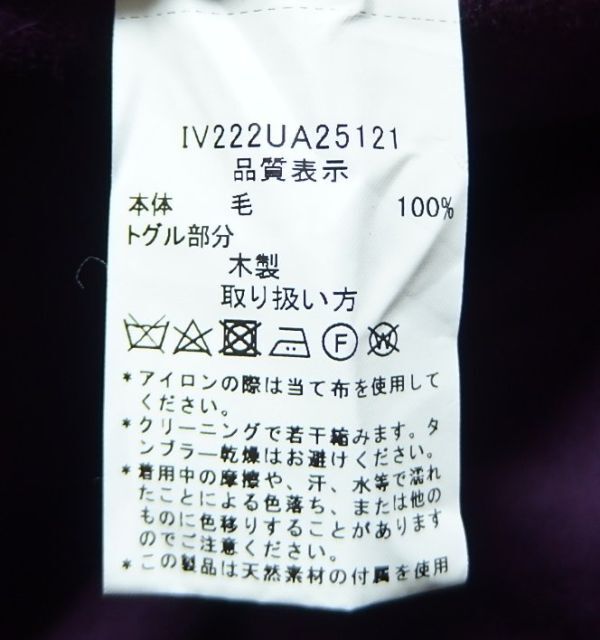 IV222UA25121
品質表示
本体 毛 100%
トグル部分
木製
取り扱い方
F W
*アイロンの際は当て布を使用して
ください。
*クリーニングで若干縮みます。タ
ンブラー乾燥はお避けください。
*着用中の摩擦や、汗、水等で濡れ
たことによる色落ち、または他の
ものに色移りすることがあります
のでご注意ください。
*この製品は天然素材の付属を使用